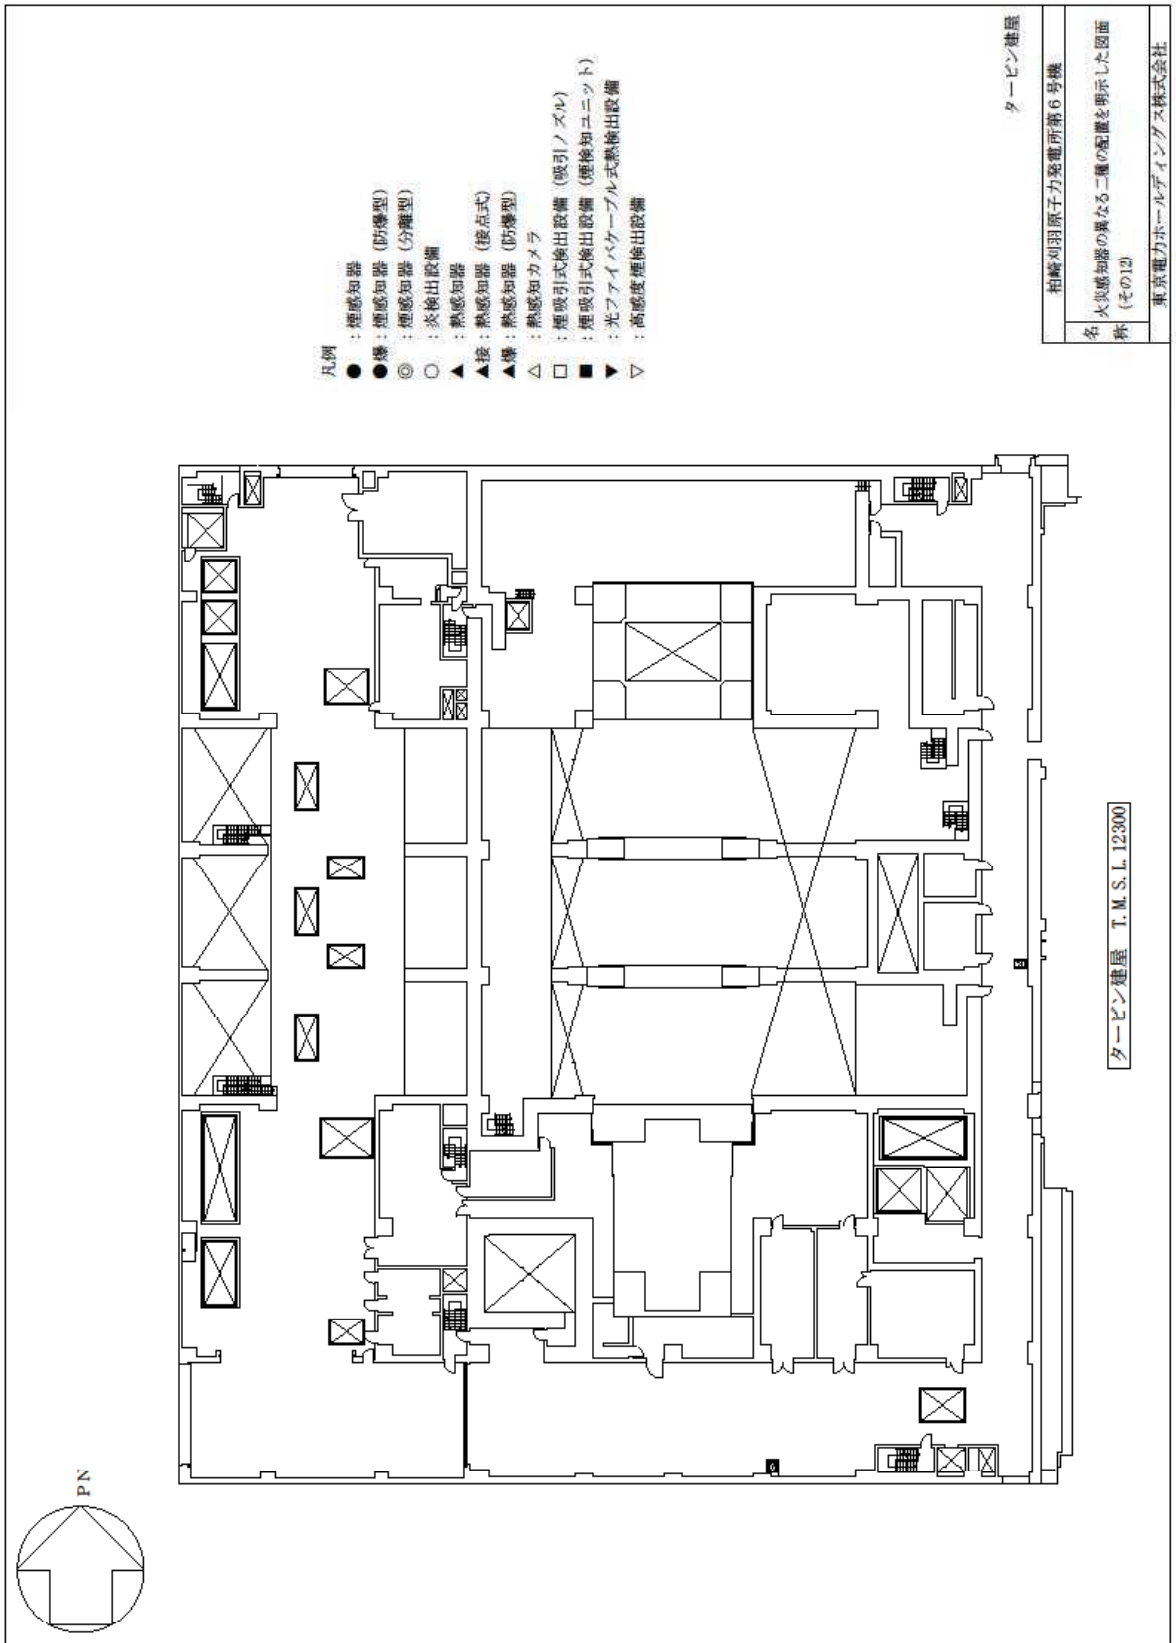 PN
凡例
● : 煙感知器
●爆 : 煙感知器 (防爆型)
◎ : 煙感知器 (分離型)
○ : 炎検出設備
▲ : 熱感知器
▲接 : 熱感知器 (接点式)
▲爆 : 熱感知器 (防爆型)
△ : 熱感知カメラ
□ : 煙吸引式検出設備 (吸引ノズル)
■ : 煙吸引式検出設備 (煙検知ユニット)
▼ : 光ファイバケーブル式熱検出設備
▽ : 高感度煙検出設備
タービン建屋 T.M.S.L.12300
タービン建屋
柏崎刈羽原子力発電所第6号機
名称
火災感知器の異なる二種の配置を明示した図面
(その12)
東京電力ホールディングス株式会社